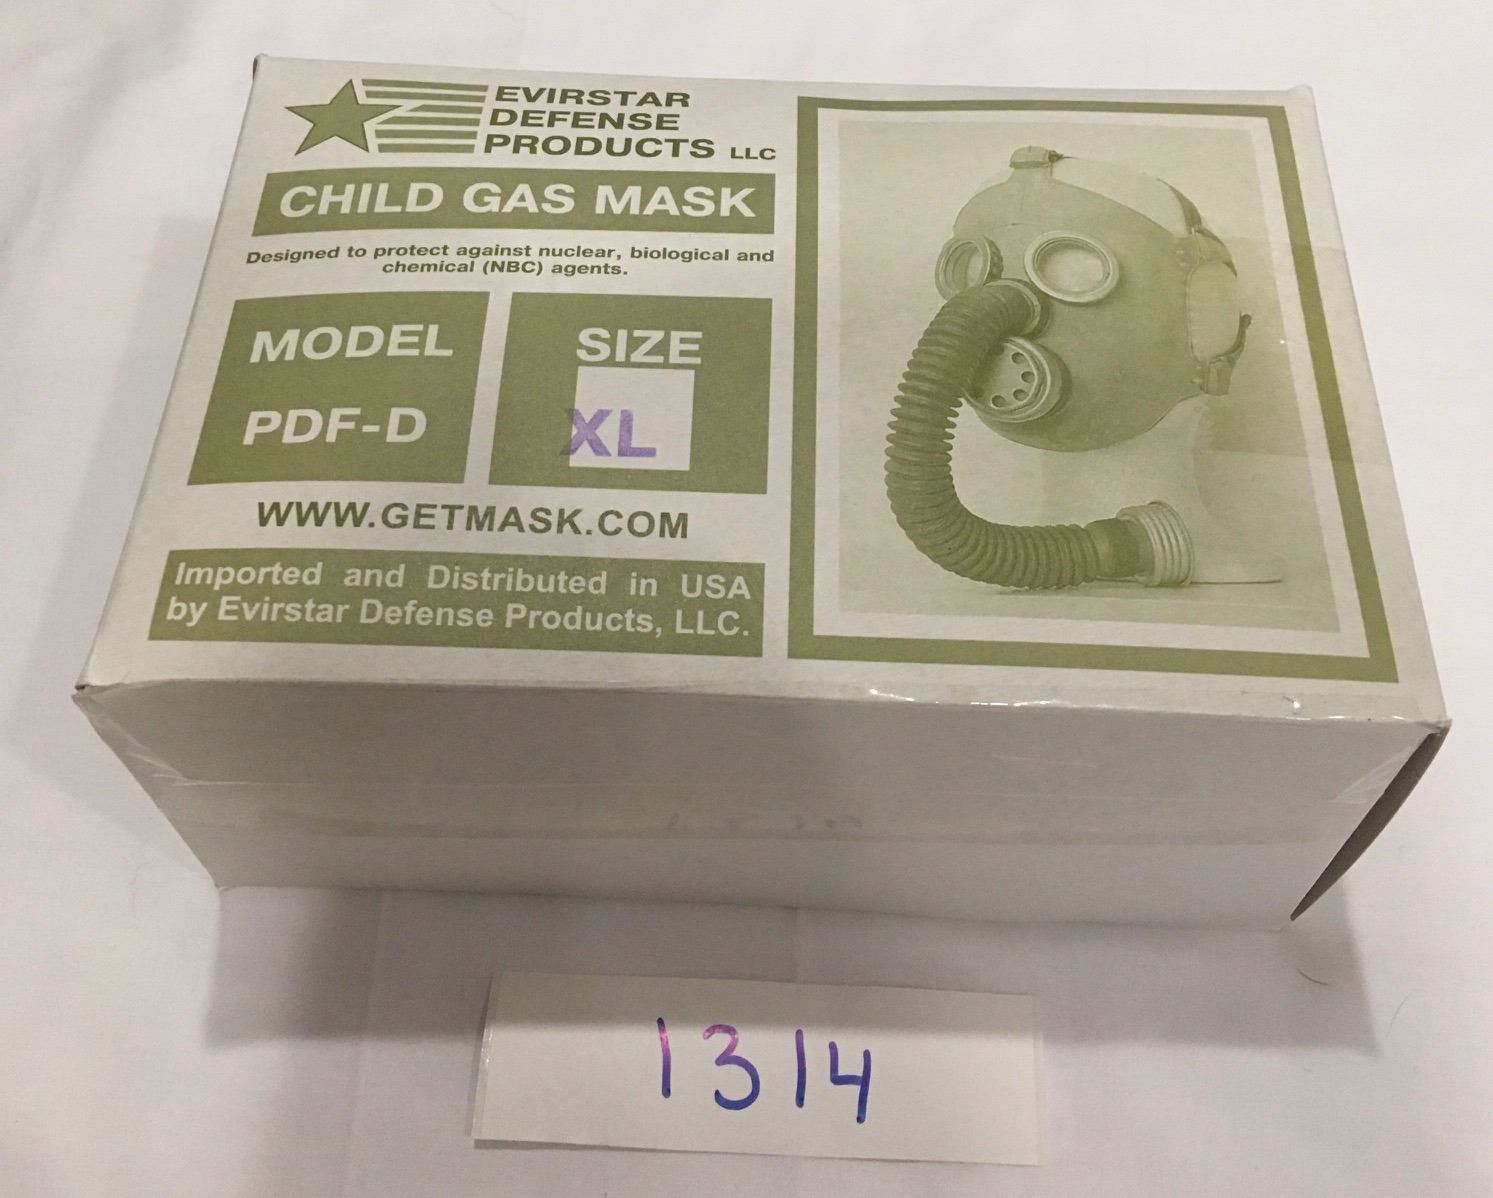 EVIRSTAR
DEFENSE
PRODUCTS LLC
CHILD GAS MASK
Designed to protect against nuclear, biological and
chemical (NBC) agents.
MODEL
PDF-D
SIZE
XL
WWW.GETMASK.COM
Imported and Distributed in USA
by Evirstar Defense Products, LLC.
1314